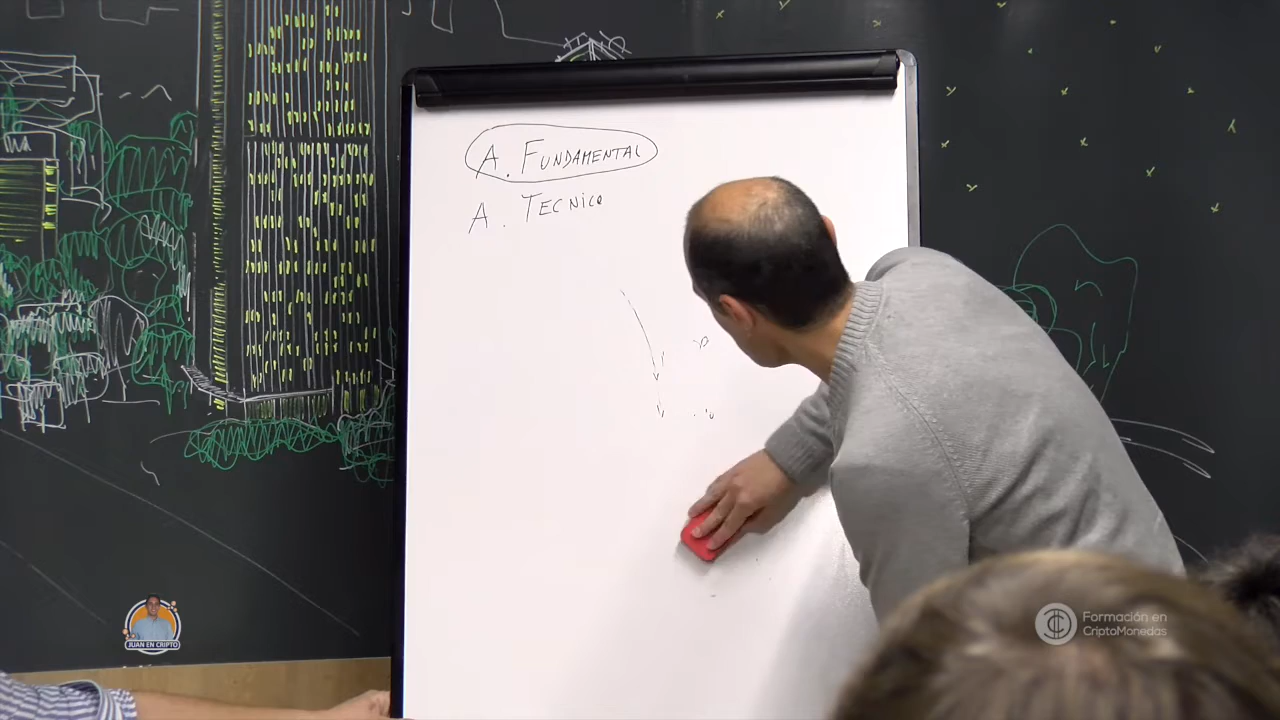 A. FUNDAMENTAL
A. TECNICO
JUAN EN CRIPTO
Formación en
CriptoMonedas